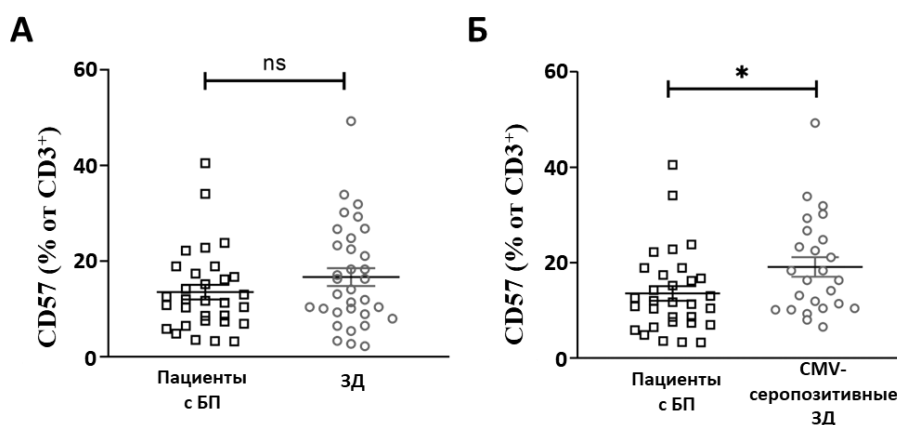 А
CD57 (% от CD3⁺)
60
40
20
0
ns
Пациенты
с БП
ЗД
Б
CD57 (% от CD3⁺)
60
40
20
0
*
Пациенты
с БП
CMV-
серопозитивные
ЗД